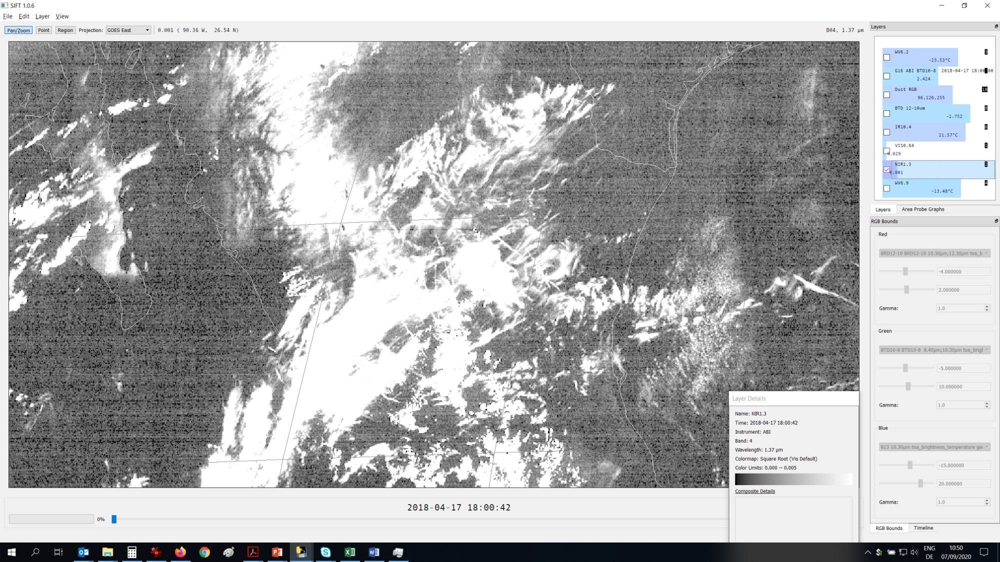 SIFT 1.0.6
File Edit Layer View
Pan/Zoom Point Region Projection: GOES East 0.001 ( 90.36 W, 26.54 N) B04, 1.37 µm
Layers
WV6.2 3
-23.53°C
G16 ABI BTD10-8 2018-04-17 18:00:00
2.424
Dust RGB 10
96,126,255
BTD 12-10um 8
-1.752
IR10.4 6
21.57°C
VIS0.64 1
0.029
NIR1.3 2
0.001
WV6.9 4
-13.48°C
Layers Area Probe Graphs
RGB Bounds
Red
BRD12-10 BRD12-10 10.30µm,12.30µm toa_b
-4.000000
2.000000
Gamma: 1.0
Green
BTD10-8 BTD10-8 8.40µm,10.30µm toa_brigl
-5.000000
10.000000
Gamma: 1.0
Blue
B13 10.30µm toa_brightness_temperature ge
-15.000000
20.000000
Gamma: 1.0
RGB Bounds Timeline
Layer Details
Name: NIR1.3
Time: 2018-04-17 18:00:42
Instrument: ABI
Band: 4
Wavelength: 1.37 µm
Colormap: Square Root (Vis Default)
Color Limits: 0.000 ~ 0.005
Composite Details
2018-04-17 18:00:42
0%
ENG
DE
10:50
07/09/2020